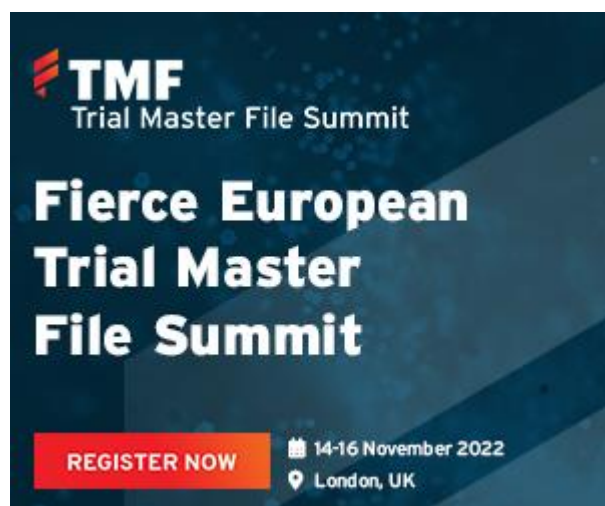 TMF
Trial Master File Summit
Fierce European
Trial Master
File Summit
REGISTER NOW
14-16 November 2022
London, UK